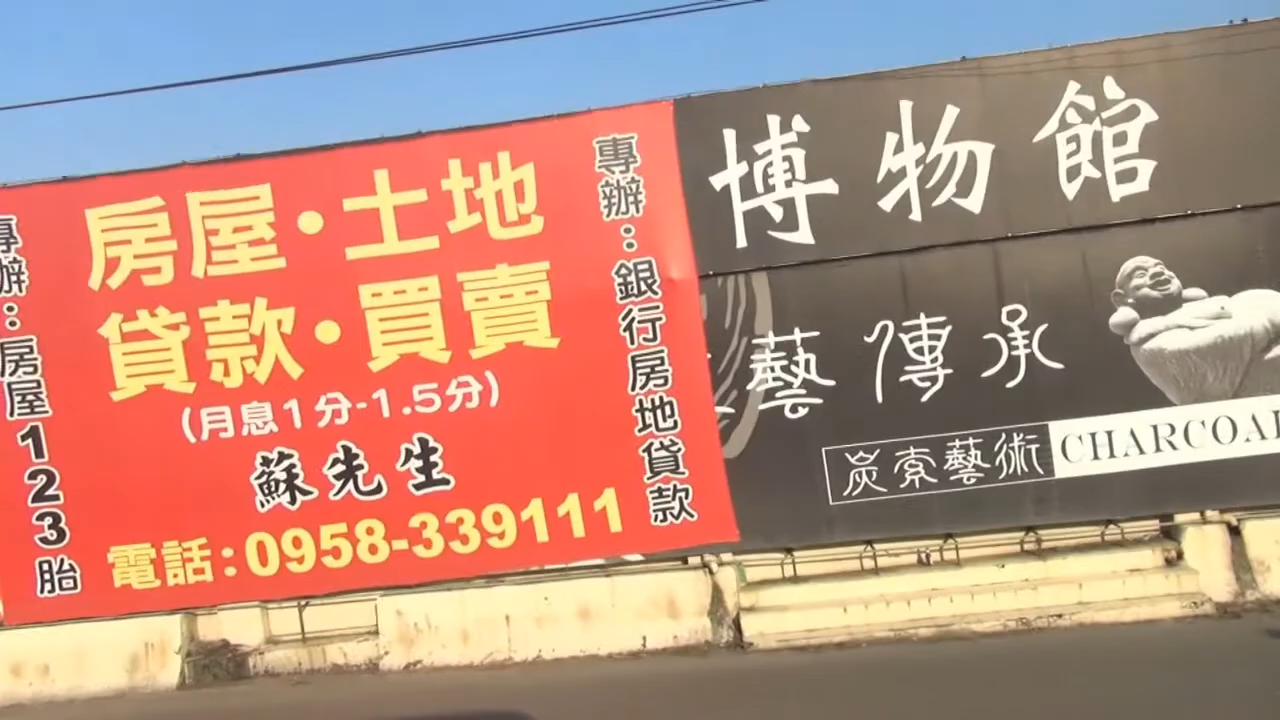 專辦:房屋123胎
房屋·土地
貸款·買賣
(月息1分-1.5分)
蘇先生
電話:0958-339111
專辦:銀行房地貸款
博物館
藝傳承
炭索藝術 CHARCOAL